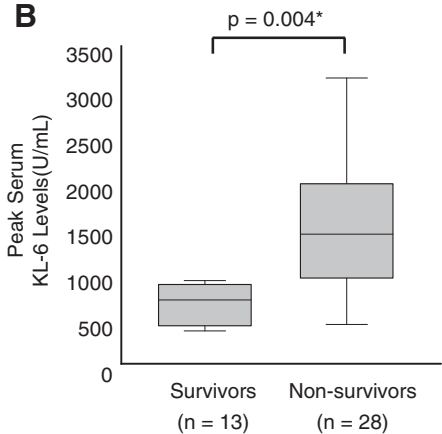 B
p = 0.004*
Peak Serum
KL-6 Levels(U/mL)
3500
3000
2500
2000
1500
1000
500
0
Survivors
(n = 13)
Non-survivors
(n = 28)